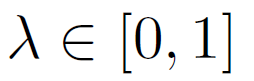 λ ∈ [0, 1]